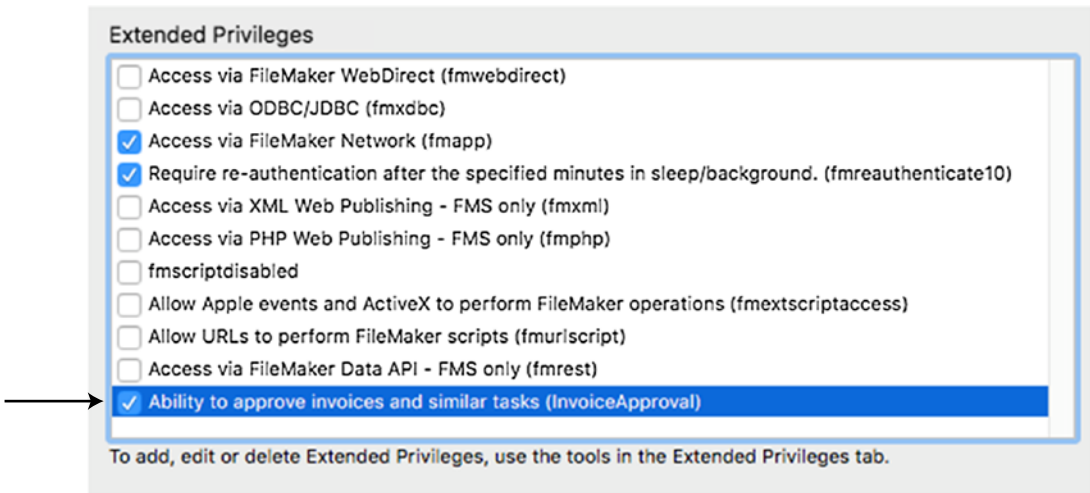 Extended Privileges
Access via FileMaker WebDirect (fmwebdirect)
Access via ODBC/JDBC (fmxdbc)
Access via FileMaker Network (fmapp)
Require re-authentication after the specified minutes in sleep/background. (fmreauthenticate10)
Access via XML Web Publishing - FMS only (fmxml)
Access via PHP Web Publishing - FMS only (fmphp)
fmscriptdisabled
Allow Apple events and ActiveX to perform FileMaker operations (fmextscriptaccess)
Allow URLs to perform FileMaker scripts (fmurlscript)
Access via FileMaker Data API - FMS only (fmrest)
Ability to approve invoices and similar tasks (InvoiceApproval)
To add, edit or delete Extended Privileges, use the tools in the Extended Privileges tab.